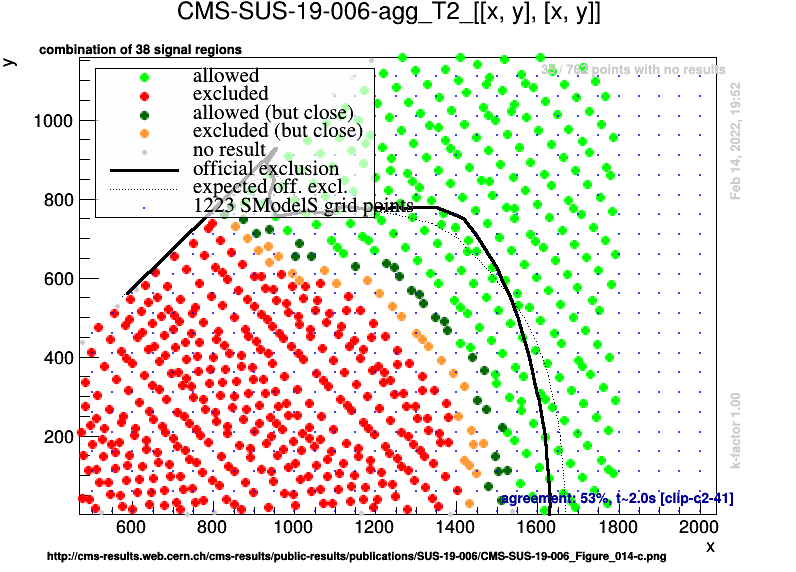 CMS-SUS-19-006-agg_T2_[[x, y], [x, y]]
y
combination of 38 signal regions
points with no results
allowed
excluded
allowed (but close)
excluded (but close)
no result
official exclusion
expected off. excl.
1223 SModelS grid points
Feb 14, 2022, 19:52
k-factor 1.00
1000
800
600
400
200
agreement: 53%, t~2.0s [clip-c2-41]
600 800 1000 1200 1400 1600 1800 2000
x
http://cms-results.web.cern.ch/cms-results/public-results/publications/SUS-19-006/CMS-SUS-19-006_Figure_014-c.png